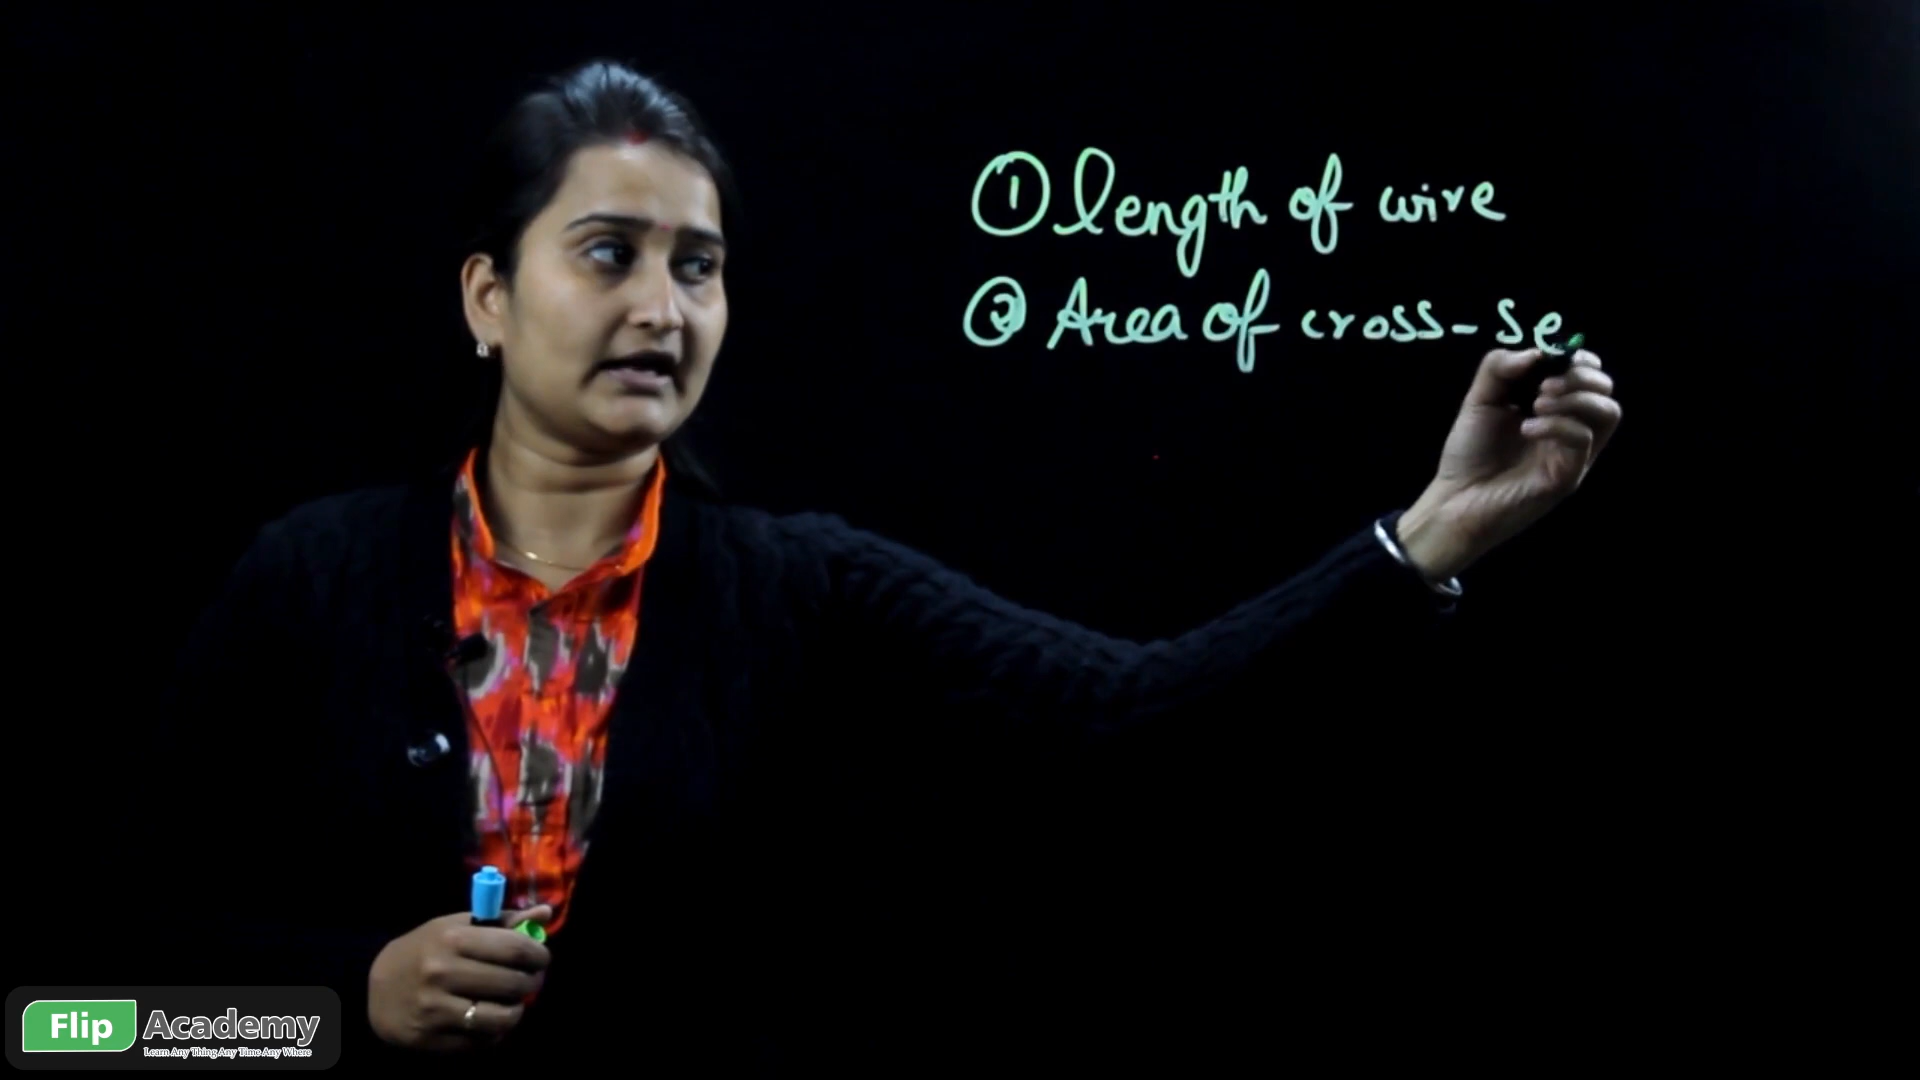 ① length of wire
② Area of cross-se
Flip Academy
Learn Any Thing Any Time Any Where